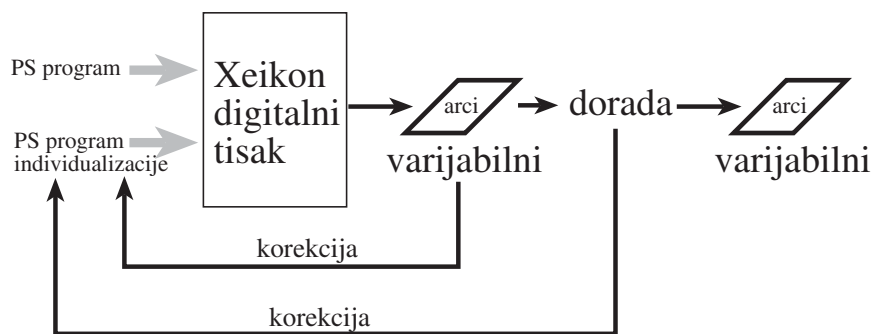 PS program
PS program
individualizacije
Xeikon
digitalni
tisak
arci
varijabilni
dorada
arci
varijabilni
korekcija
korekcija